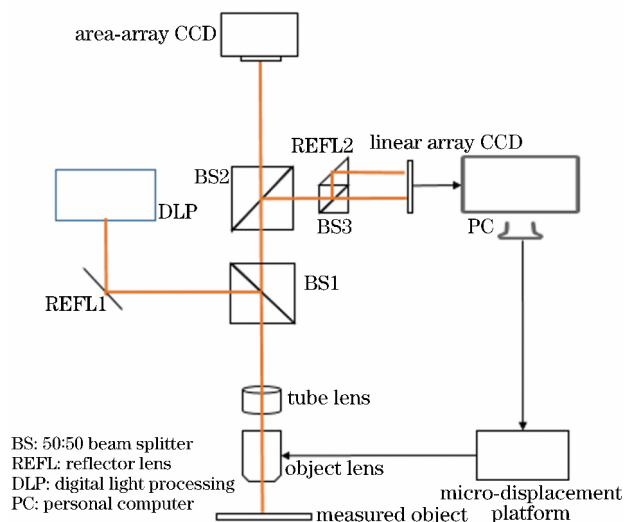 area-array CCD
REFL2
linear array CCD
BS2
DLP
BS3
PC
REFL1
BS1
tube lens
BS: 50:50 beam splitter
REFL: reflector lens
DLP: digital light processing
PC: personal computer
object lens
measured object
micro-displacement
platform